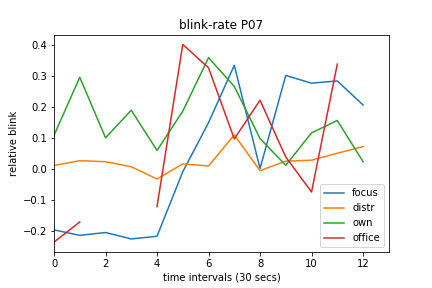 blink-rate P07
relative blink
0.4
0.3
0.2
0.1
0.0
−0.1
−0.2
0 2 4 6 8 10 12
time intervals (30 secs)
focus
distr
own
office